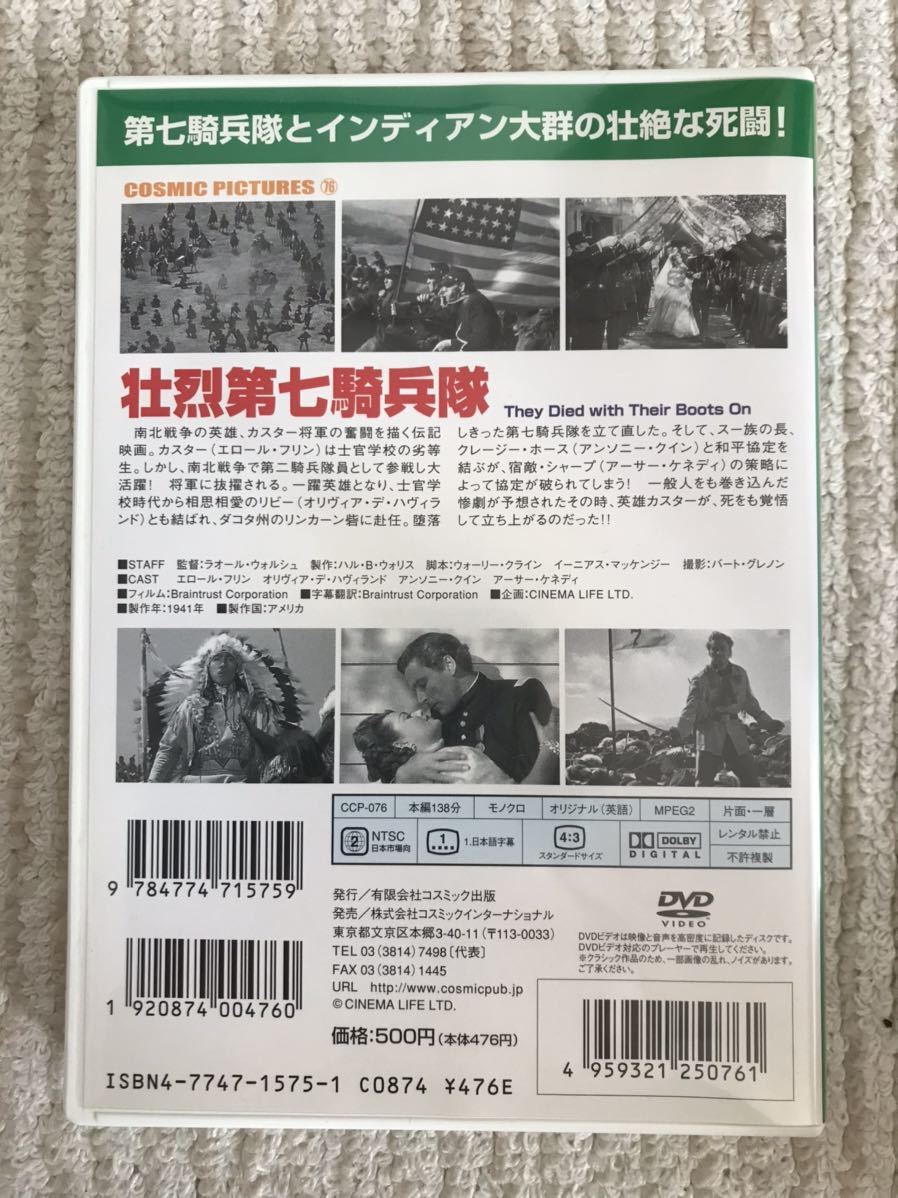 第七騎兵隊とインディアン大群の壮絶な死闘!
COSMIC PICTURES ㊻
壮烈第七騎兵隊
They Died with Their Boots On
南北戦争の英雄、カスター将軍の奮闘を描く伝記
映画。カスター(エロール・フリン)は士官学校の劣等
生。しかし、南北戦争で第二騎兵隊員として参戦し大
活躍! 将軍に抜擢される。一躍英雄となり、士官学
校時代から相思相愛のリビー(オリヴィア・デ・ハヴィラ
ンド)とも結ばれ、ダコタ州のリンカーン砦に赴任。堕落
しきった第七騎兵隊を立て直した。そして、スー族の長、
クレージー・ホース(アンソニー・クイン)と和平協定を
結ぶが、宿敵・シャープ(アーサー・ケネディ)の策略に
よって協定が破られてしまう! 一般人をも巻き込んだ
惨劇が予想されたその時、英雄カスターが、死をも覚悟
して立ち上がるのだった!!
■STAFF 監督:ラオール・ウォルシュ 製作:ハル・B・ウォリス 脚本:ウォーリー・クライン イーニアス・マッケンジー 撮影:バート・グレノン
■CAST エロール・フリン オリヴィア・デ・ハヴィランド アンソニー・クイン アーサー・ケネディ
■フィルム:Braintrust Corporation ■字幕翻訳:Braintrust Corporation ■企画:CINEMA LIFE LTD.
■製作年:1941年 ■製作国:アメリカ
7
CCP-076 本編138分 モノクロ オリジナル(英語) MPEG2 片面・一層
2 NTSC 日本市場向 1 1.日本語字幕 4:3 スタンダードサイズ DOLBY DIGITAL レンタル禁止 不許複製
9 784774 715759
発行/有限会社コスミック出版
発売/株式会社コスミックインターナショナル
東京都文京区本郷3-40-11(〒113-0033)
TEL 03(3814)7498[代表]
FAX 03(3814)1445
URL http://www.cosmicpub.jp
©CINEMA LIFE LTD.
価格:500円(本体476円)
DVD
VIDEO
DVDビデオは映像と音声を高密度に記録したディスクです。
DVDビデオ対応のプレーヤーで再生してください。
※クラシック作品のため、一部画像の乱れ、ノイズがあります。
ご了承ください。
1 920874 004760
4 959321 250761
ISBN4-7747-1575-1 C0874 ¥476E